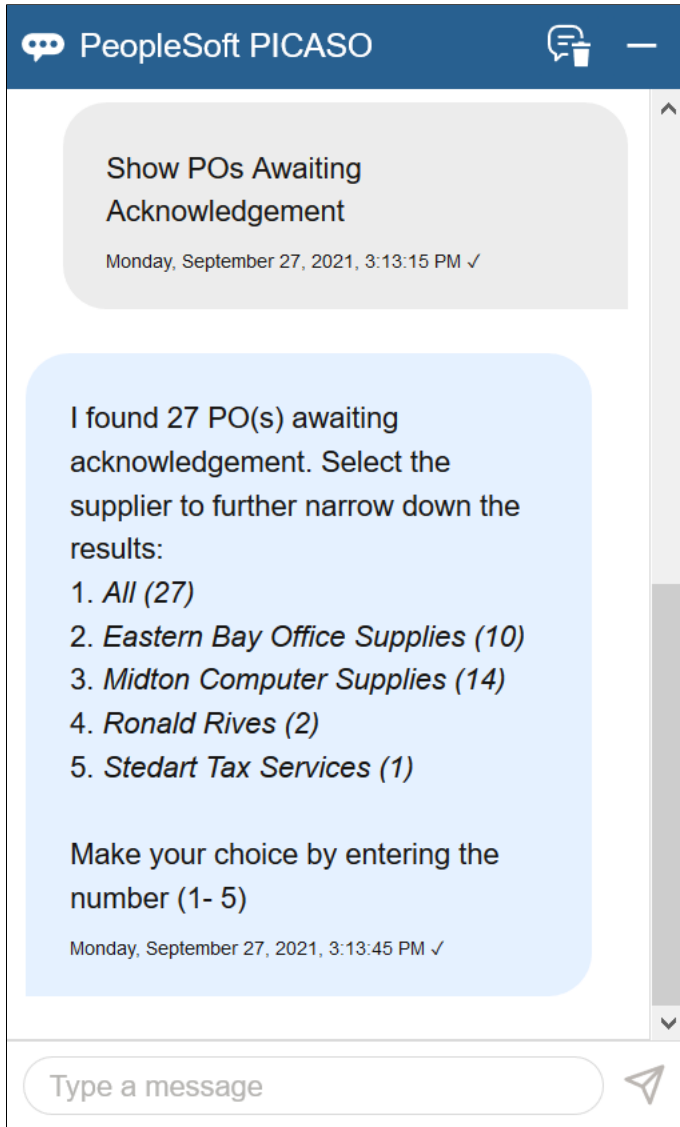 PeopleSoft PICASO
Show POs Awaiting
Acknowledgement
Monday, September 27, 2021, 3:13:15 PM ✓
I found 27 PO(s) awaiting
acknowledgement. Select the
supplier to further narrow down the
results:
1. All (27)
2. Eastern Bay Office Supplies (10)
3. Midton Computer Supplies (14)
4. Ronald Rives (2)
5. Stedart Tax Services (1)
Make your choice by entering the
number (1- 5)
Monday, September 27, 2021, 3:13:45 PM ✓
Type a message